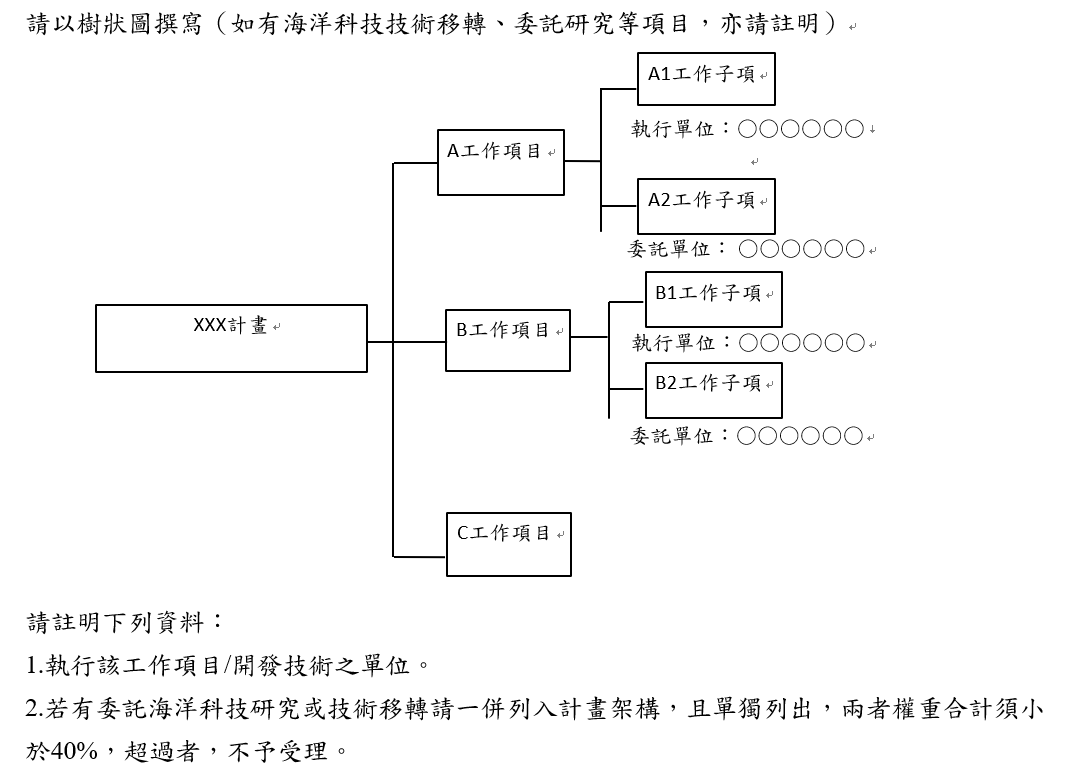 請以樹狀圖撰寫（如有海洋科技技術移轉、委託研究等項目，亦請註明）
A1工作子項
執行單位：○○○○○○
A工作項目
A2工作子項
委託單位： ○○○○○○
XXX計畫
B工作項目
B1工作子項
執行單位：○○○○○○
B2工作子項
委託單位：○○○○○○
C工作項目
請註明下列資料：
1.執行該工作項目/開發技術之單位。
2.若有委託海洋科技研究或技術移轉請一併列入計畫架構，且單獨列出，兩者權重合計須小
於40%，超過者，不予受理。